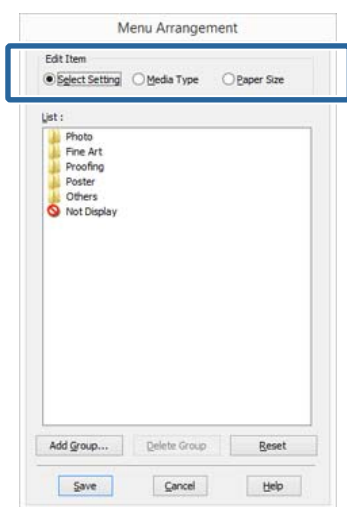 Menu Arrangement
Edit Item
Select Setting Media Type Paper Size
List :
Photo
Fine Art
Proofing
Poster
Others
Not Display
Add Group... Delete Group Reset
Save Cancel Help